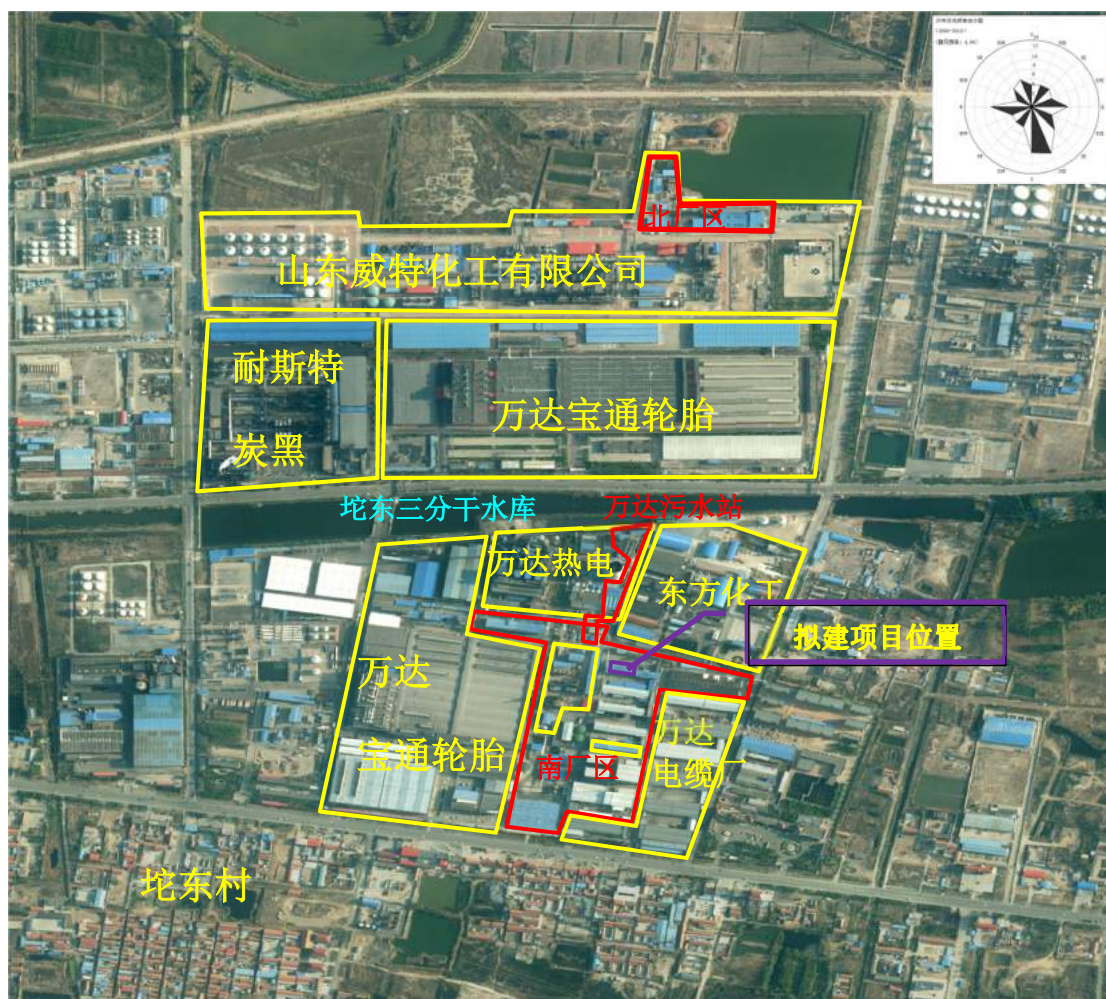 北厂区
山东威特化工有限公司
耐斯特
炭黑
万达宝通轮胎
坨东三分干水库
万达污水站
万达热电
东方化工
拟建项目位置
万达
宝通轮胎
万达
电缆厂
南厂区
坨东村